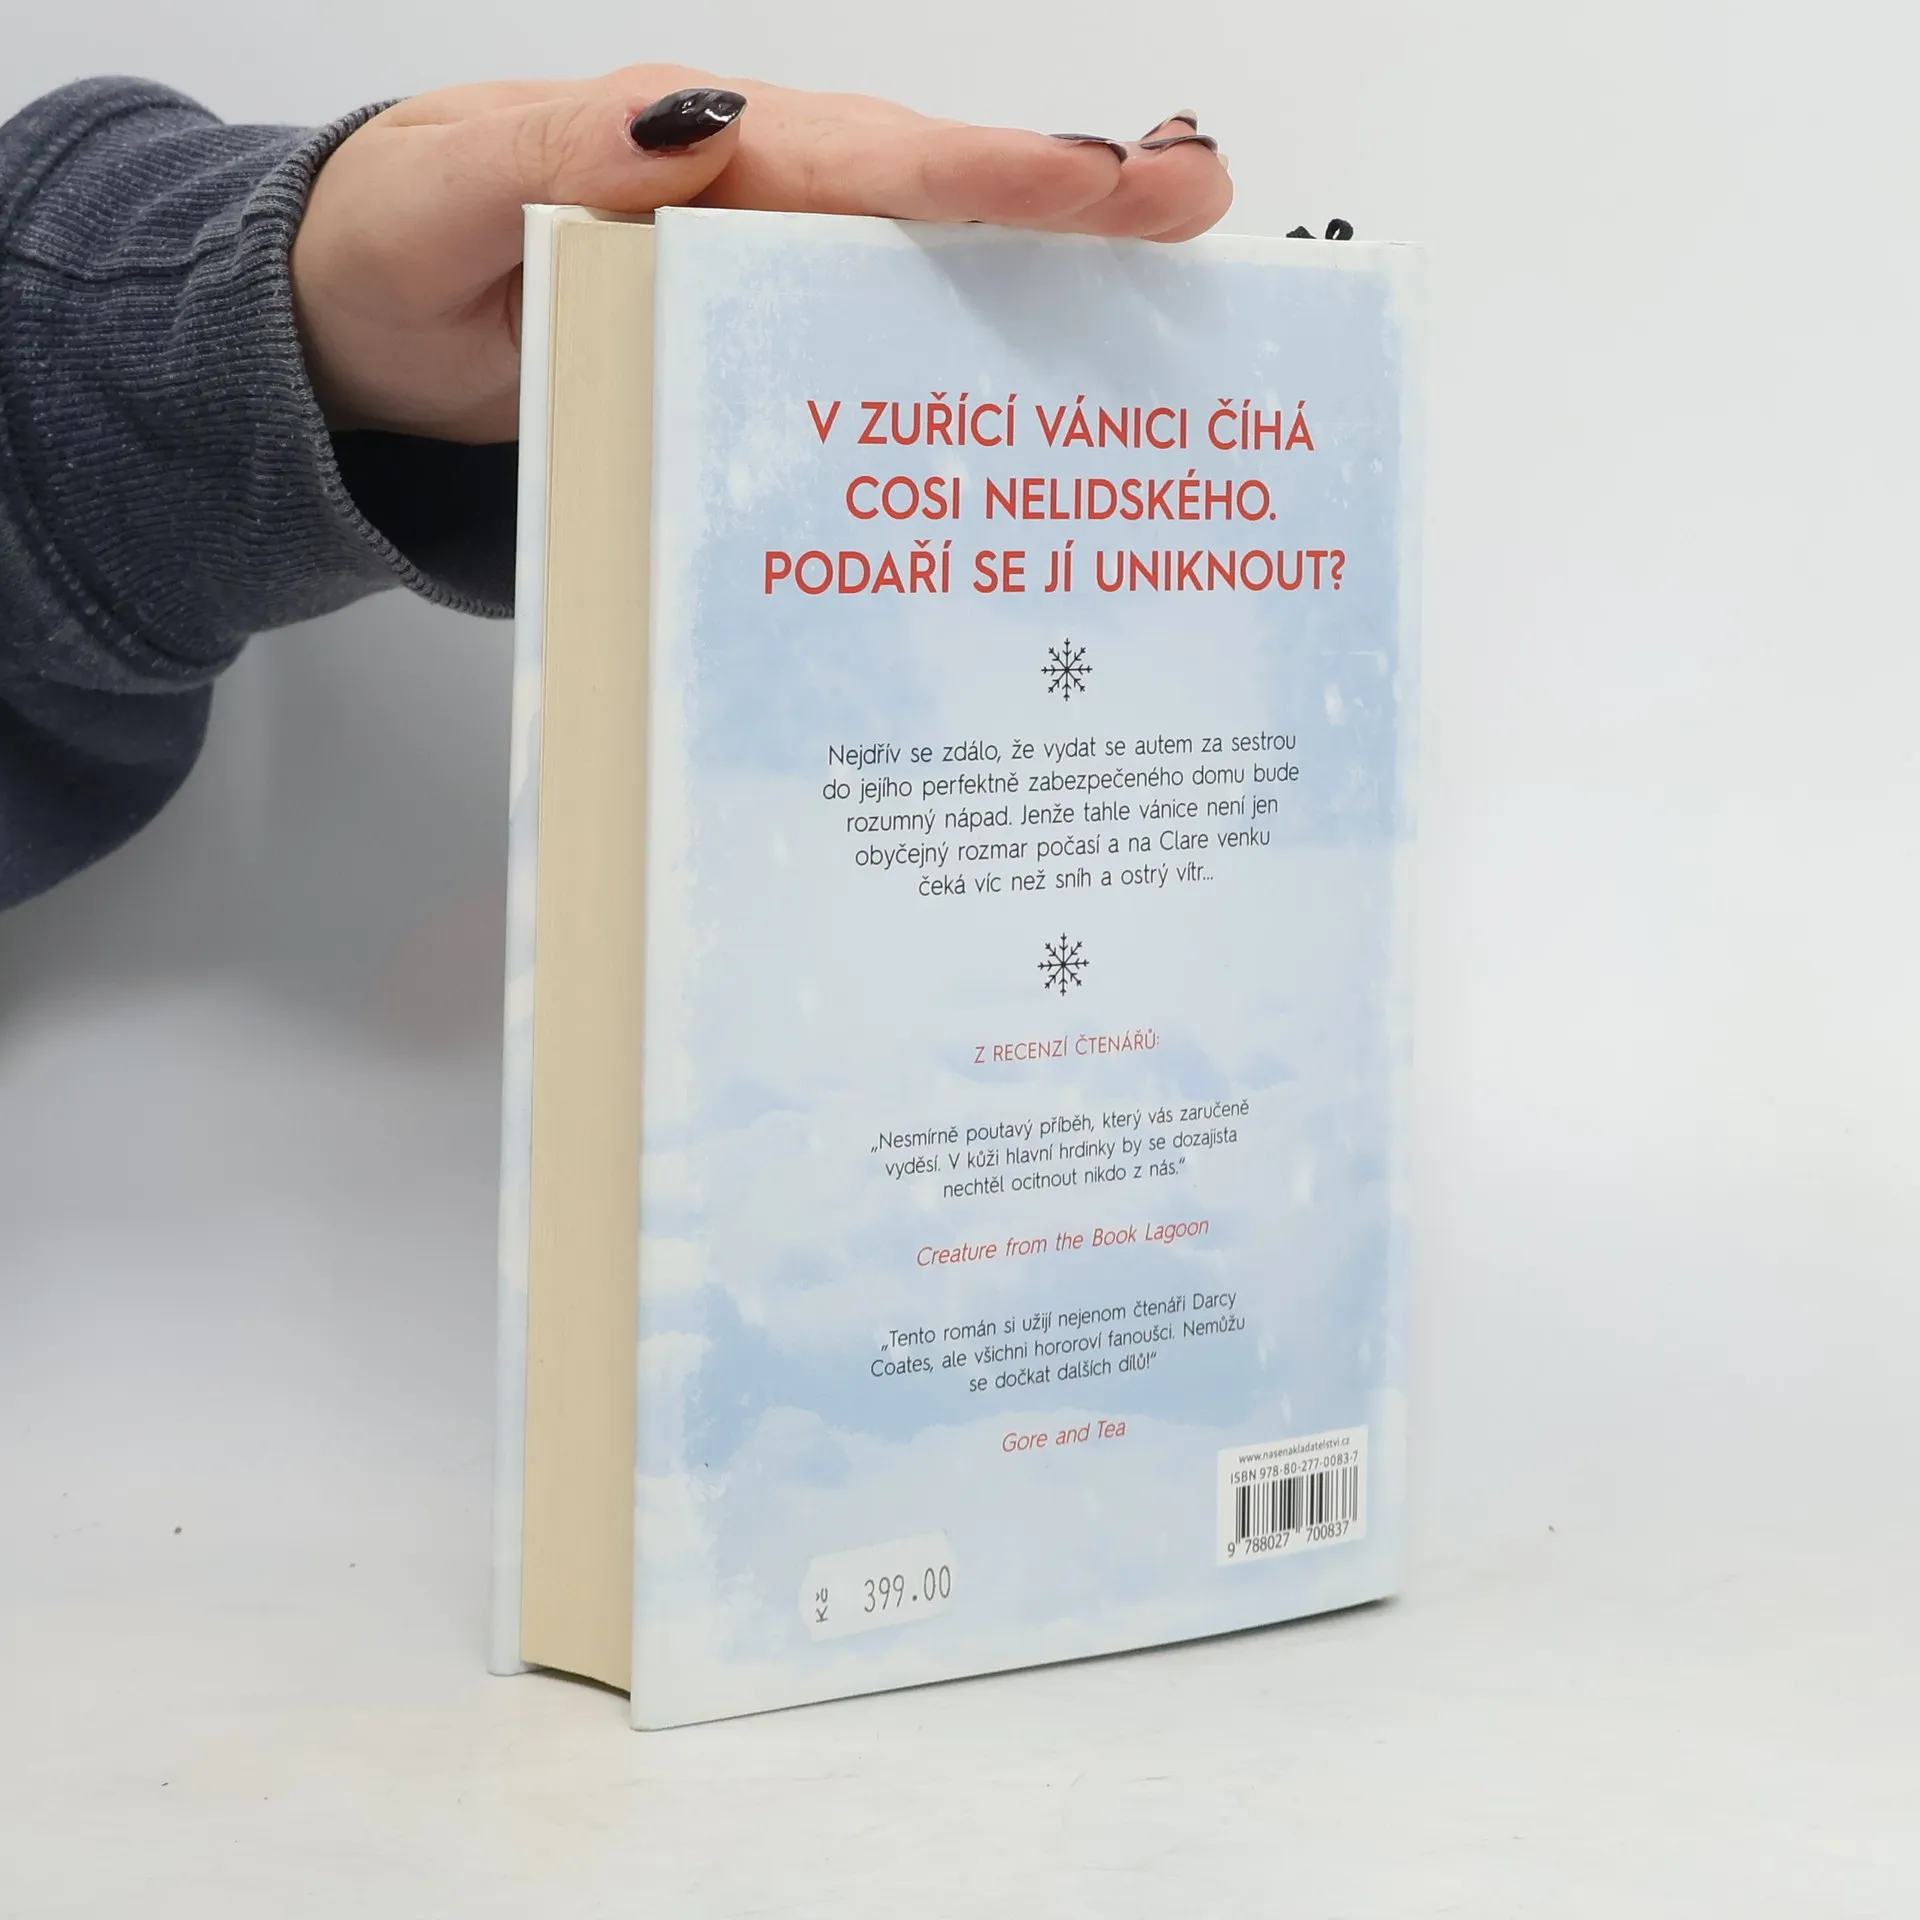 V ZUŘÍCÍ VÁNICI ČÍHÁ
COSI NELIDSKÉHO.
PODAŘÍ SE JÍ UNIKNOUT?
Nejdřív se zdálo, že vydat se autem za sestrou
do jejího perfektně zabezpečeného domu bude
rozumný nápad. Jenže tahle vánice není jen
obyčejný rozmar počasí a na Clare venku
čeká víc než sníh a ostrý vítr...
Z RECENZÍ ČTENÁŘŮ:
„Nesmírně poutavý příběh, který vás zaručeně
vyděsí. V kůži hlavní hrdinky by se dozajista
nechtěl ocitnout nikdo z nás.“
Creature from the Book Lagoon
„Tento román si užijí nejenom čtenáři Darcy
Coates, ale všichni hororoví fanoušci. Nemůžu
se dočkat dalších dílů!“
Gore and Tea
www.nasenakladatelstvi.cz
ISBN 978-80-277-0083-7
9 788027 700837
Kč 399.00